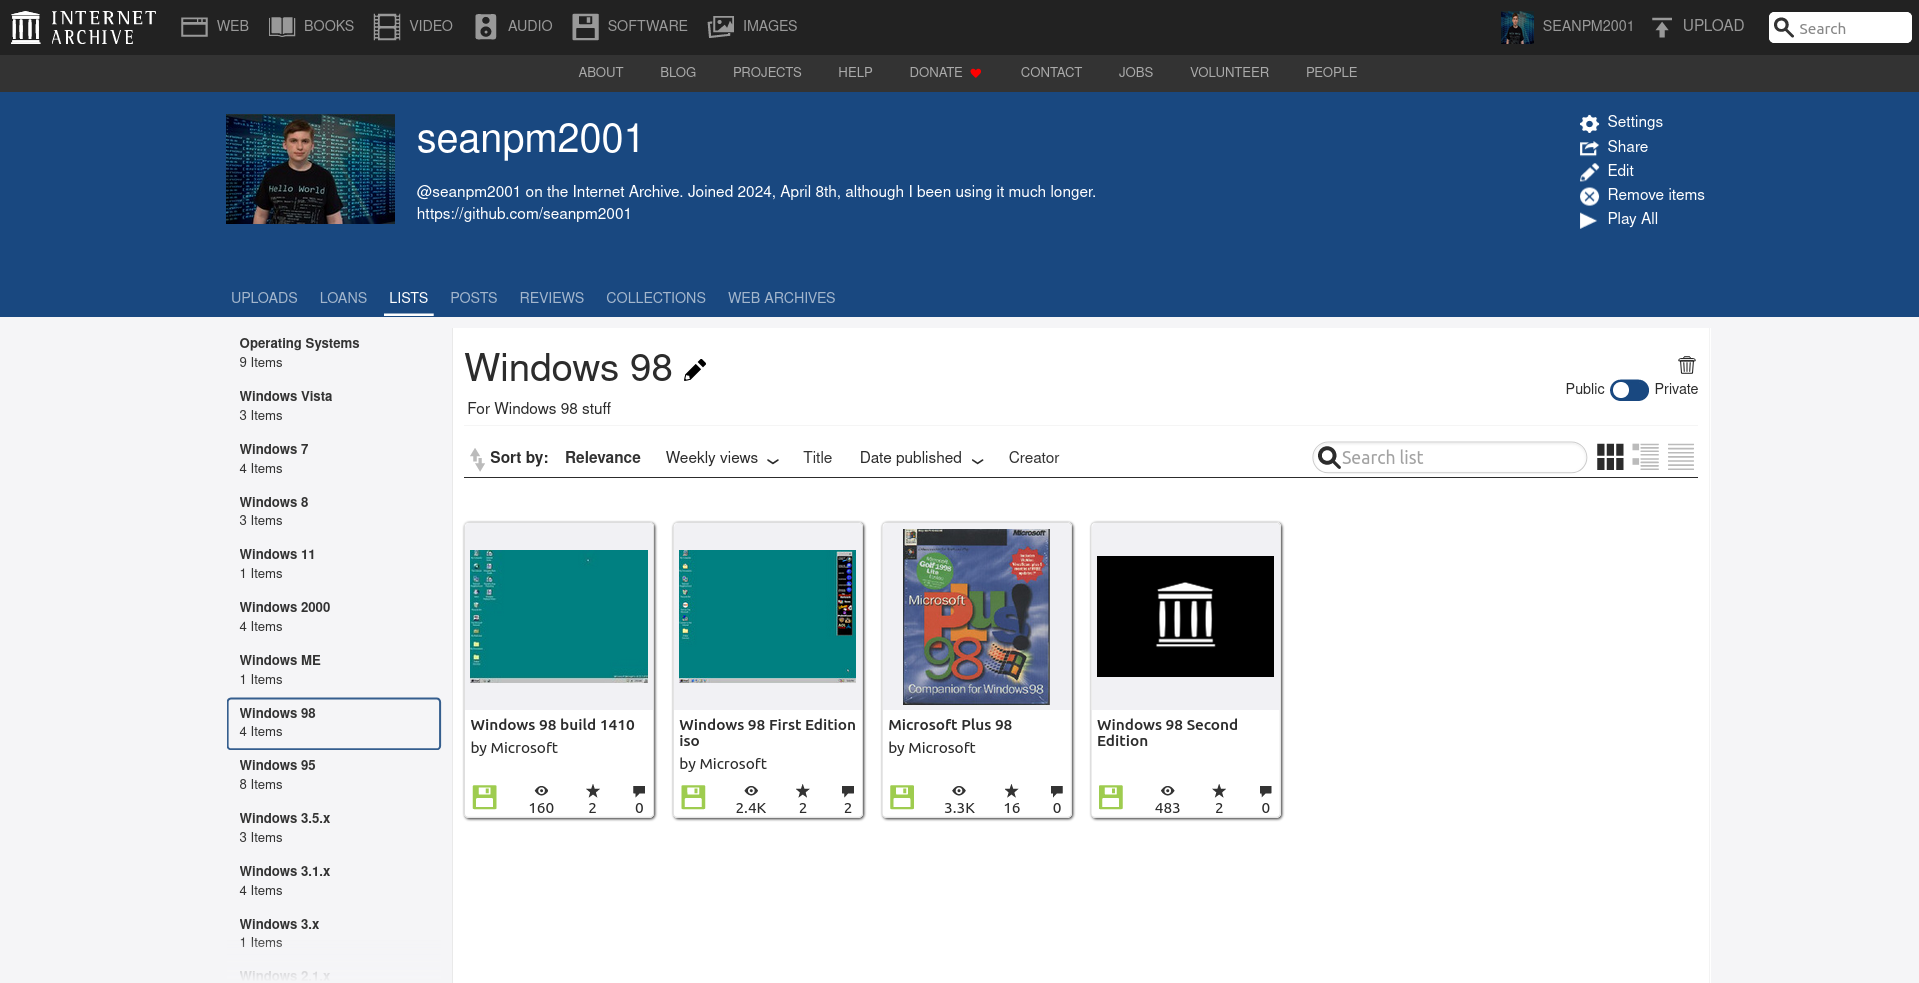 INTERNET
ARCHIVE
WEB
BOOKS
VIDEO
AUDIO
SOFTWARE
IMAGES
SEANPM2001
UPLOAD
Search
ABOUT
BLOG
PROJECTS
HELP
DONATE
CONTACT
JOBS
VOLUNTEER
PEOPLE
Hello World
seanpm2001
@seanpm2001 on the Internet Archive. Joined 2024, April 8th, although I been using it much longer.
https://github.com/seanpm2001
Settings
Share
Edit
Remove items
Play All
UPLOADS
LOANS
LISTS
POSTS
REVIEWS
COLLECTIONS
WEB ARCHIVES
Operating Systems
9 Items
Windows Vista
3 Items
Windows 7
4 Items
Windows 8
3 Items
Windows 11
1 Items
Windows 2000
4 Items
Windows ME
1 Items
Windows 98
4 Items
Windows 95
8 Items
Windows 3.5.x
3 Items
Windows 3.1.x
4 Items
Windows 3.x
1 Items
Windows 2.1.x
Windows 98
For Windows 98 stuff
Public
Private
Sort by:
Relevance
Weekly views
Title
Date published
Creator
Search list
Windows 98 build 1410
by Microsoft
160
2
0
Windows 98 First Edition
iso
by Microsoft
2.4K
2
2
Microsoft
Golf 1998
Lite
Microsoft
Plus!
98
Companion for Windows 98
Microsoft Plus 98
by Microsoft
3.3K
16
0
Windows 98 Second
Edition
483
2
0